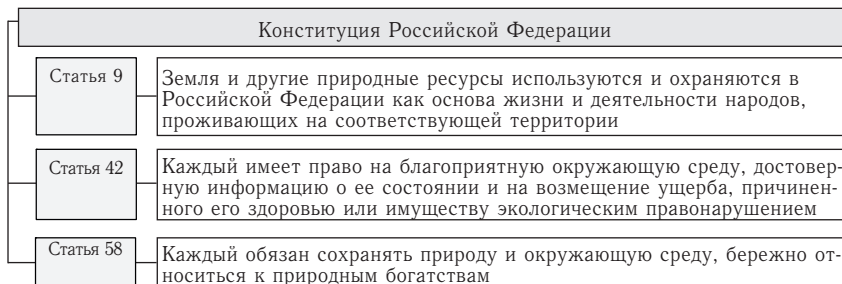 Конституция Российской Федерации
Статья 9
Земля и другие природные ресурсы используются и охраняются в
Российской Федерации как основа жизни и деятельности народов,
проживающих на соответствующей территории
Статья 42
Каждый имеет право на благоприятную окружающую среду, достовер-
ную информацию о ее состоянии и на возмещение ущерба, причинен-
ного его здоровью или имуществу экологическим правонарушением
Статья 58
Каждый обязан сохранять природу и окружающую среду, бережно от-
носиться к природным богатствам